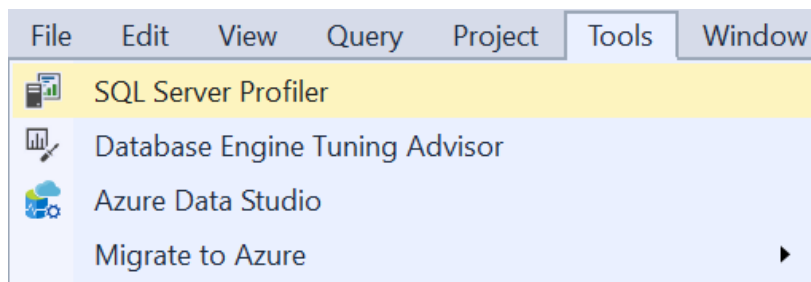 File Edit View Query Project Tools Window
SQL Server Profiler
Database Engine Tuning Advisor
Azure Data Studio
Migrate to Azure